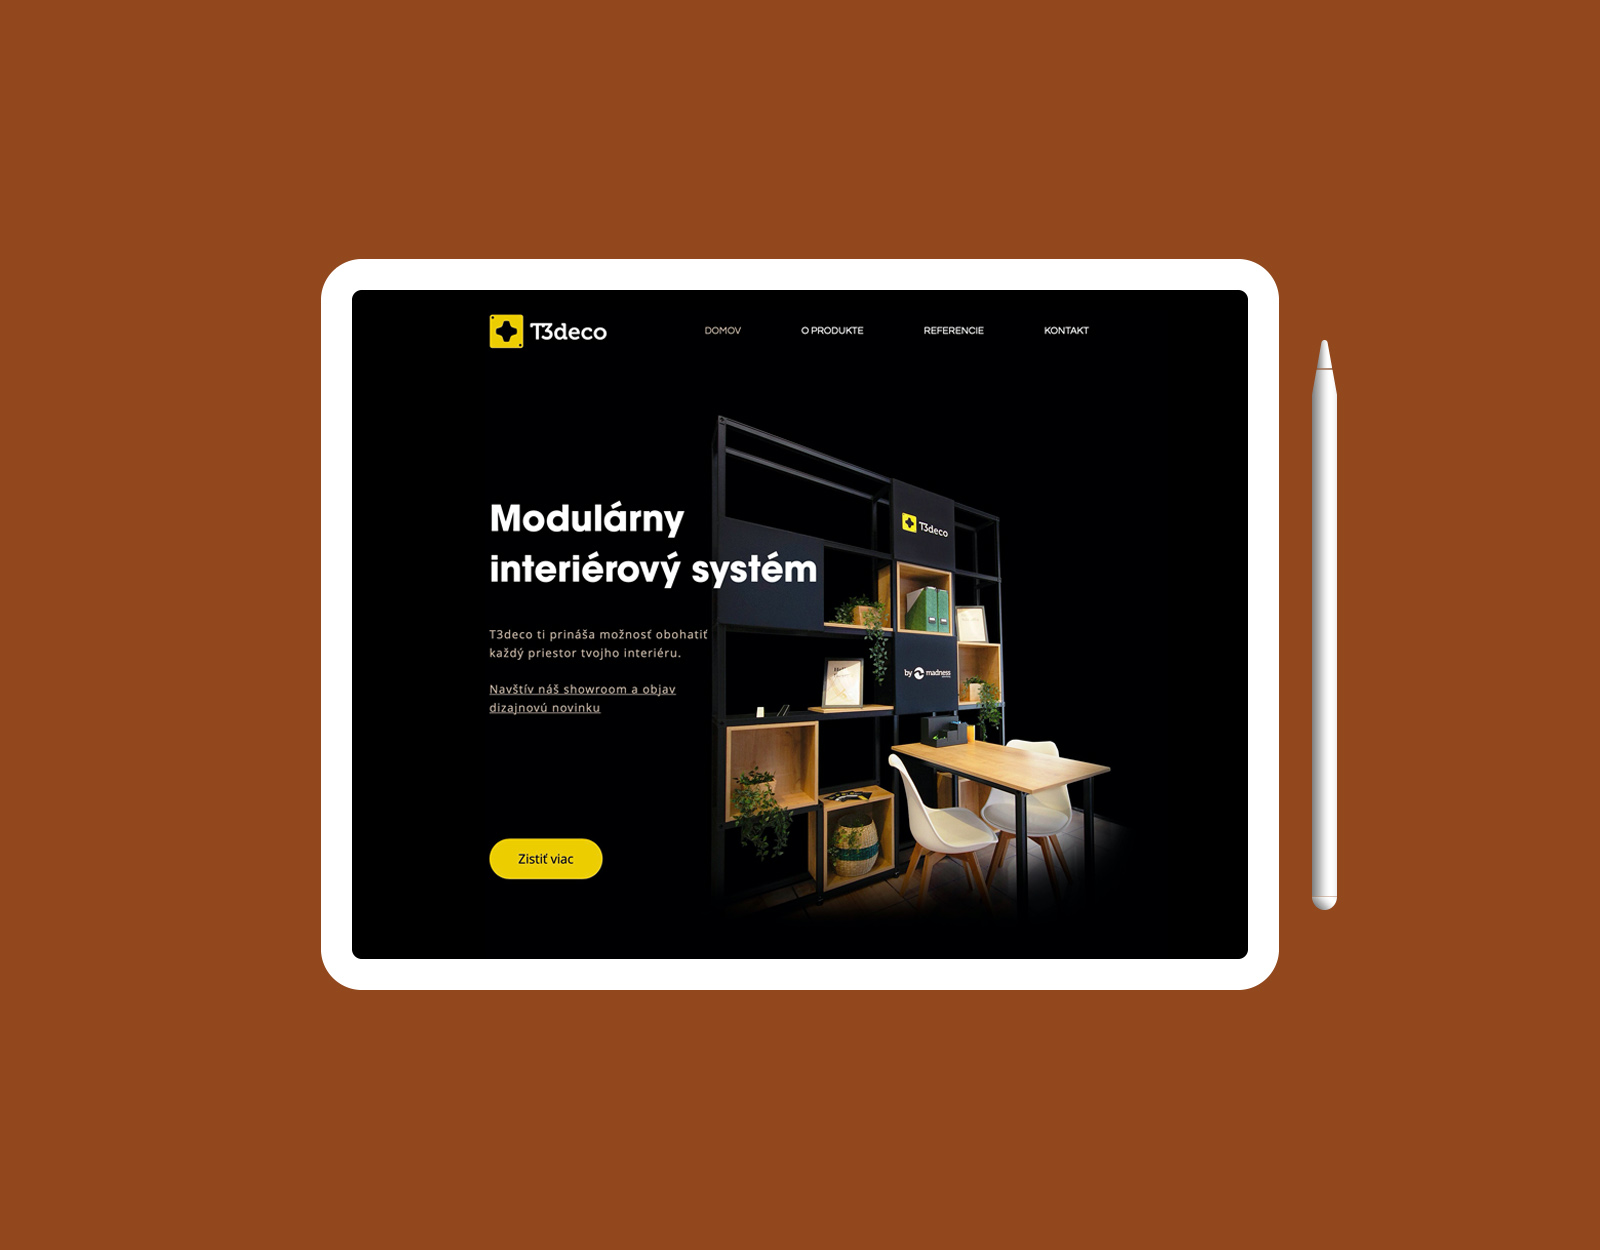 T3deco
DOMOV
O PRODUKTE
REFERENCIE
KONTAKT
Modulárny
interiérový systém
T3deco ti prináša možnosť obohatiť
každý priestor tvojho interiéru.
Navštív náš showroom a objav
dizajnovú novinku
Zistiť viac
T3deco
by madness